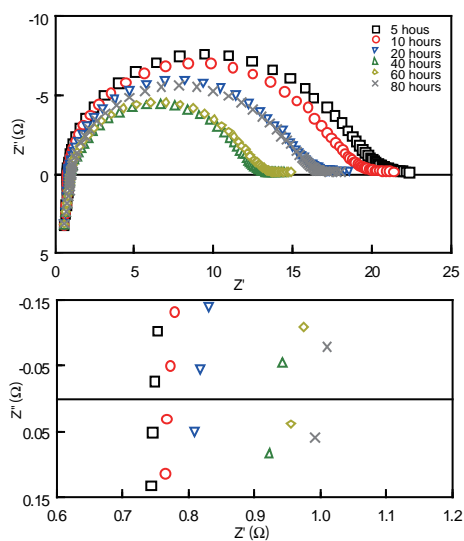 -10
-5
0
5
Z'' (Ω)
5 hous
10 hours
20 hours
40 hours
60 hours
80 hours
0 5 10 15 20 25
Z'
-0.15
-0.05
0.05
0.15
Z'' (Ω)
0.6 0.7 0.8 0.9 1.0 1.1 1.2
Z' (Ω)